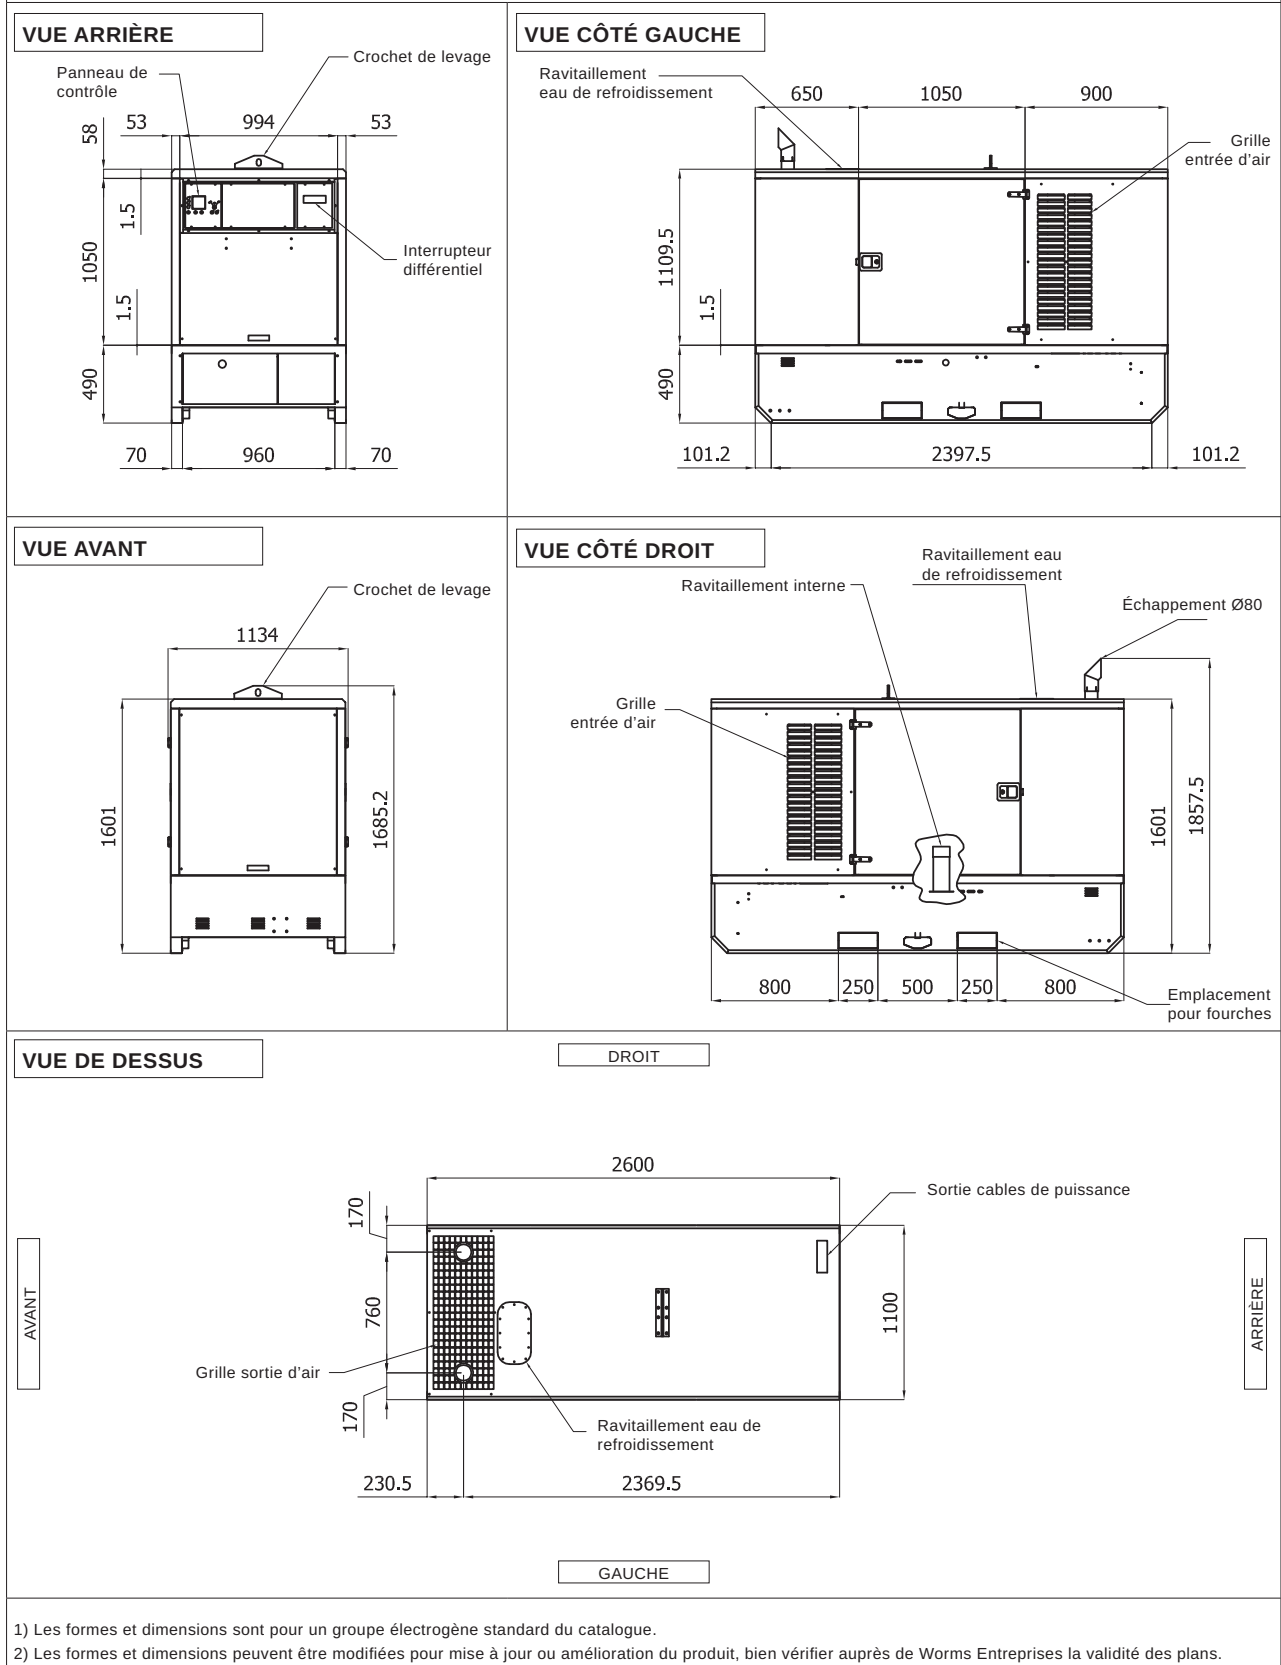 VUE ARRIÈRE
Crochet de levage
Panneau de
contrôle
53
994
53
58
1.5
1050
1.5
490
Interrupteur
différentiel
70
960
70
VUE CÔTÉ GAUCHE
Ravitaillement
eau de refroidissement
650
1050
900
Grille
entrée d’air
1109.5
1.5
490
101.2
2397.5
101.2
VUE AVANT
Crochet de levage
1134
1601
1685.2
VUE CÔTÉ DROIT
Ravitaillement eau
de refroidissement
Ravitaillement interne
Échappement Ø80
Grille
entrée d’air
1601
1857.5
800
250
500
250
800
Emplacement
pour fourches
VUE DE DESSUS
DROIT
2600
Sortie cables de puissance
170
760
170
1100
AVANT
ARRIÈRE
Grille sortie d’air
Ravitaillement eau de
refroidissement
230.5
2369.5
GAUCHE
1) Les formes et dimensions sont pour un groupe électrogène standard du catalogue.
2) Les formes et dimensions peuvent être modifiées pour mise à jour ou amélioration du produit, bien vérifier auprès de Worms Entreprises la validité des plans.